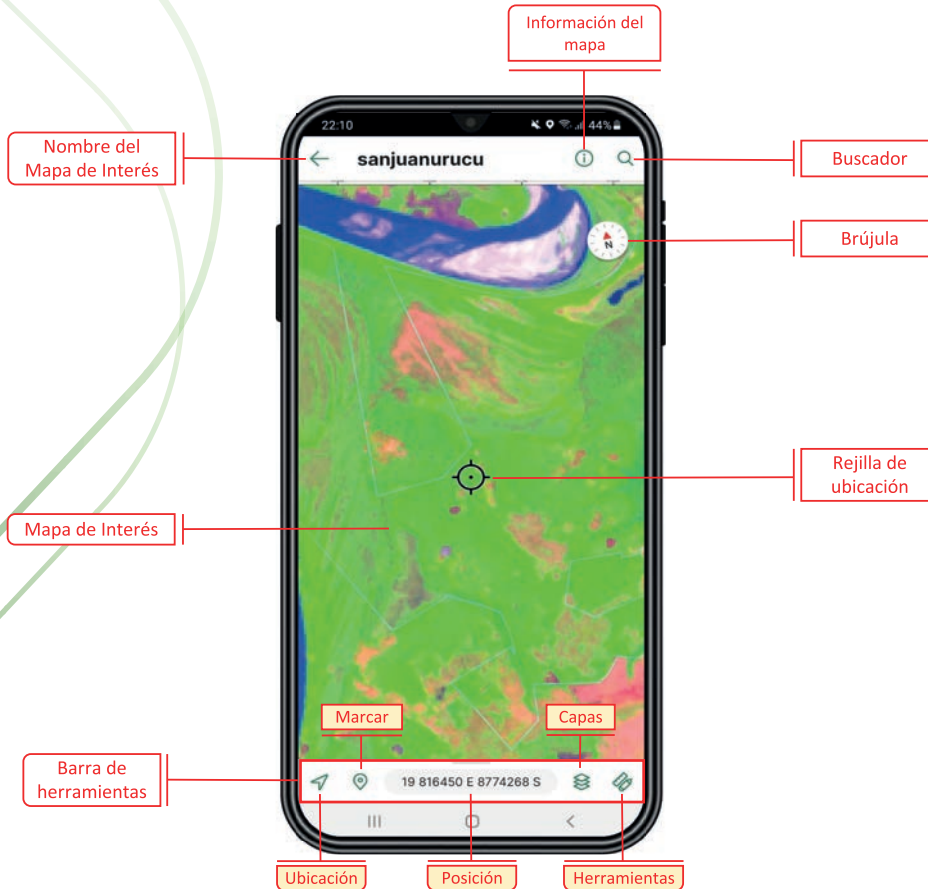 Información del
mapa
22:10
44%
Nombre del
Mapa de Interés
sanjuanurucu
Buscador
N
Brújula
Rejilla de
ubicación
Mapa de Interés
Marcar
Capas
Barra de
herramientas
19 816450 E 8774268 S
Ubicación
Posición
Herramientas